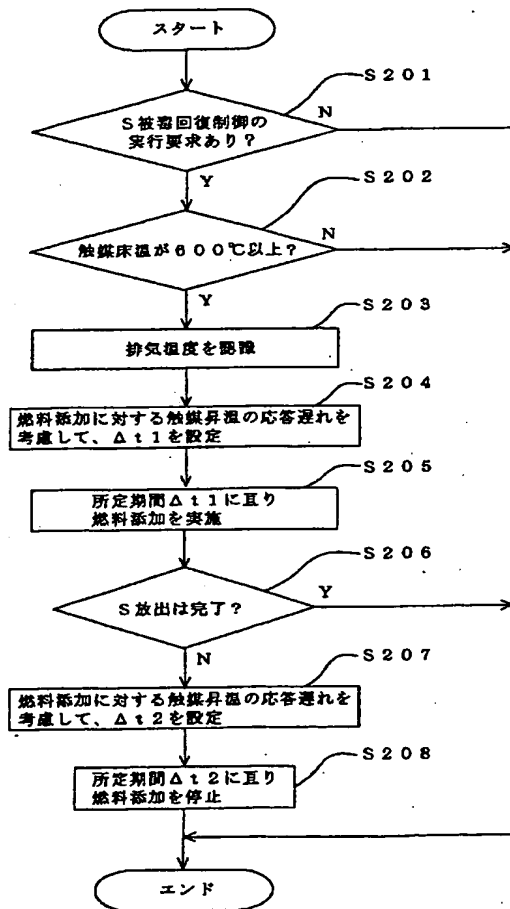 スタート
S201
S被毒回復制御の
実行要求あり?
N
Y
S202
触媒床温が600℃以上?
N
Y
S203
排気温度を認識
S204
燃料添加に対する触媒昇温の応答遅れを
考慮して、Δt1を設定
S205
所定期間Δt1に亙り
燃料添加を実施
S206
S放出は完了?
Y
N
S207
燃料添加に対する触媒昇温の応答遅れを
考慮して、Δt2を設定
S208
所定期間Δt2に亙り
燃料添加を停止
エンド